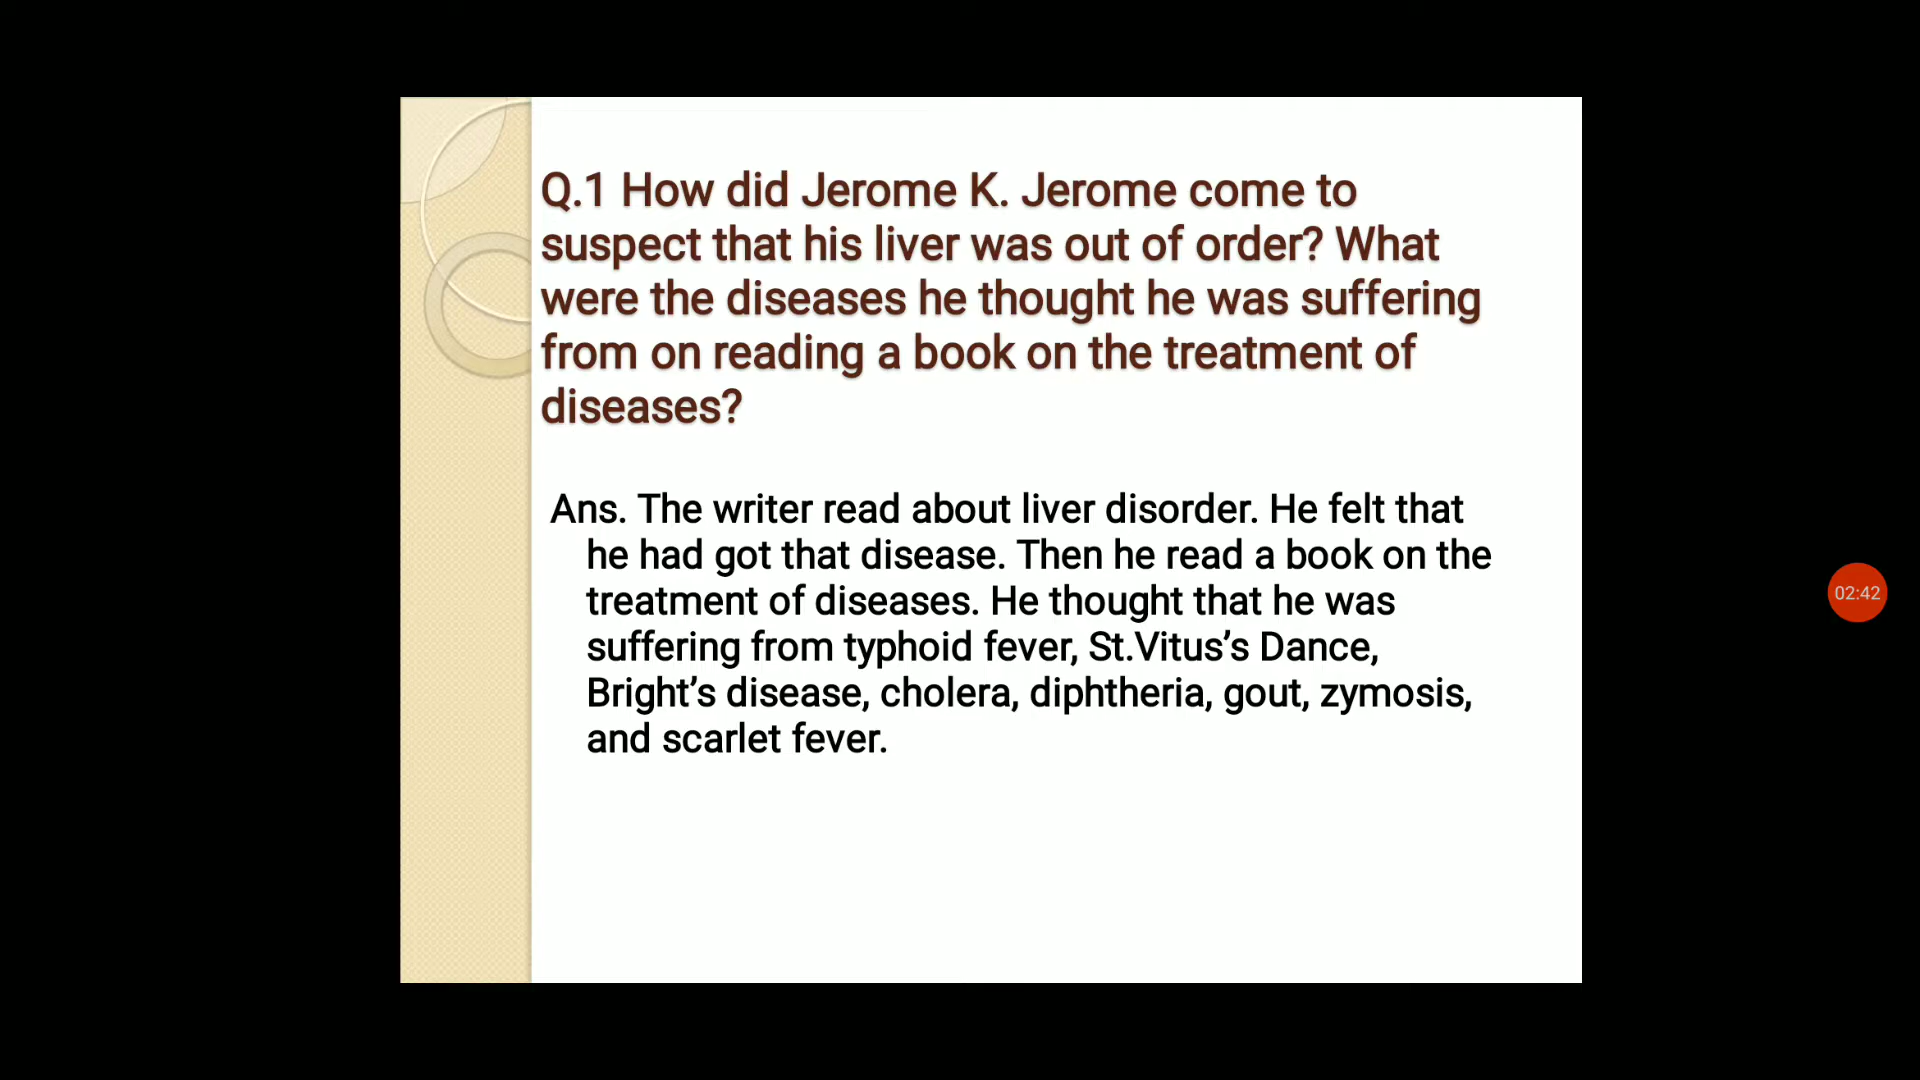 Q.1 How did Jerome K. Jerome come to
suspect that his liver was out of order? What
were the diseases he thought he was suffering
from on reading a book on the treatment of
diseases?
Ans. The writer read about liver disorder. He felt that
he had got that disease. Then he read a book on the
treatment of diseases. He thought that he was
suffering from typhoid fever, St.Vitus’s Dance,
Bright’s disease, cholera, diphtheria, gout, zymosis,
and scarlet fever.
02:42